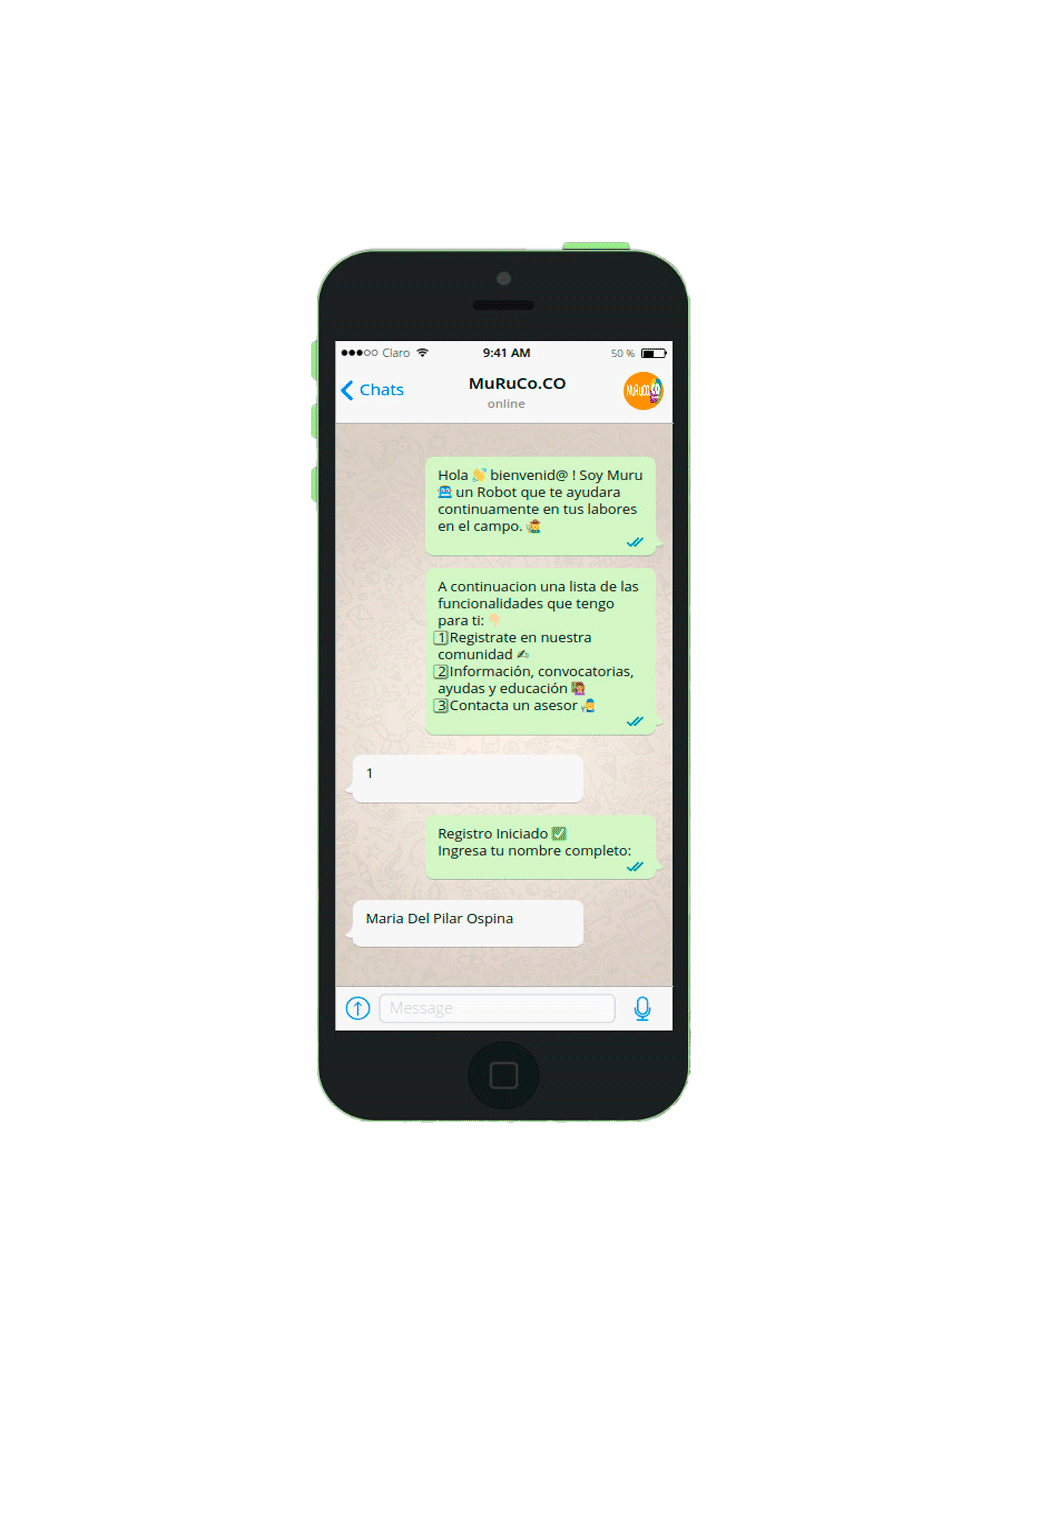 Claro 9:41 AM 50 %
Chats MuRuCo.CO
online
MuRuCo.CO
Hola 👋 bienvenid@ ! Soy Muru
🤖 un Robot que te ayudara
continuamente en tus labores
en el campo. 👩‍🌾
A continuacion una lista de las
funcionalidades que tengo
para ti: 👇🏻
1️⃣Registrate en nuestra
comunidad ✍
2️⃣Información, convocatorias,
ayudas y educación 👩‍🏫
3️⃣Contacta un asesor
1
Registro Iniciado ✅
Ingresa tu nombre completo:
Maria Del Pilar Ospina
Message